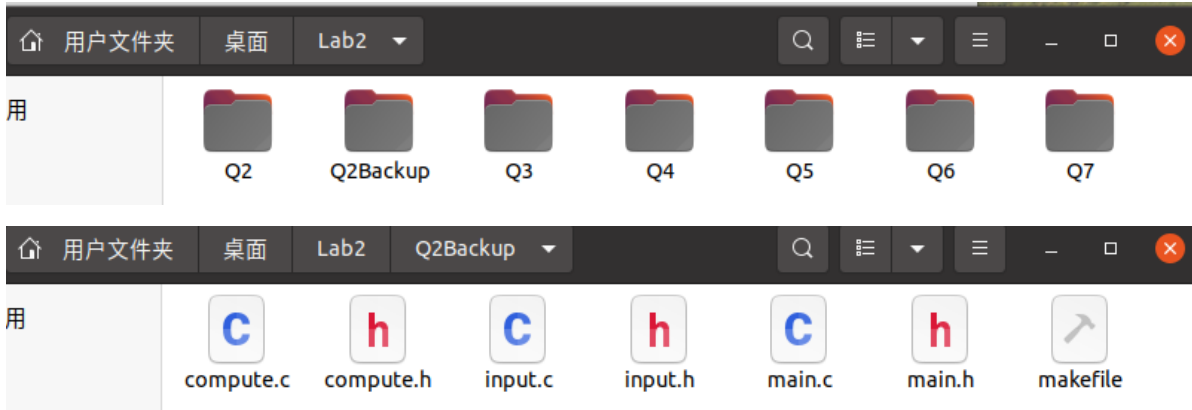 用户文件夹 桌面 Lab2
用
Q2 Q2Backup Q3 Q4 Q5 Q6 Q7
用户文件夹 桌面 Lab2 Q2Backup
用
C h C h C h
compute.c compute.h input.c input.h main.c main.h makefile